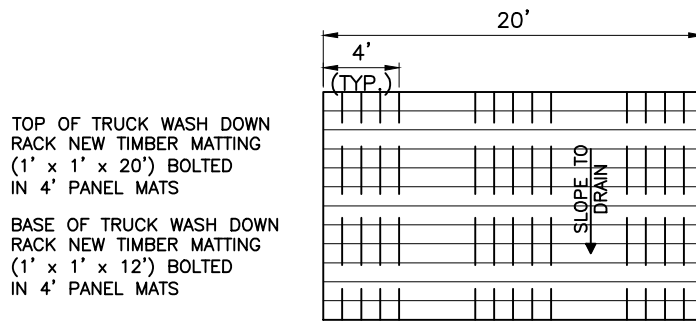 20'
4'
(TYP.)
TOP OF TRUCK WASH DOWN
RACK NEW TIMBER MATTING
(1' x 1' x 20') BOLTED
IN 4' PANEL MATS
BASE OF TRUCK WASH DOWN
RACK NEW TIMBER MATTING
(1' x 1' x 12') BOLTED
IN 4' PANEL MATS
SLOPE TO
DRAIN